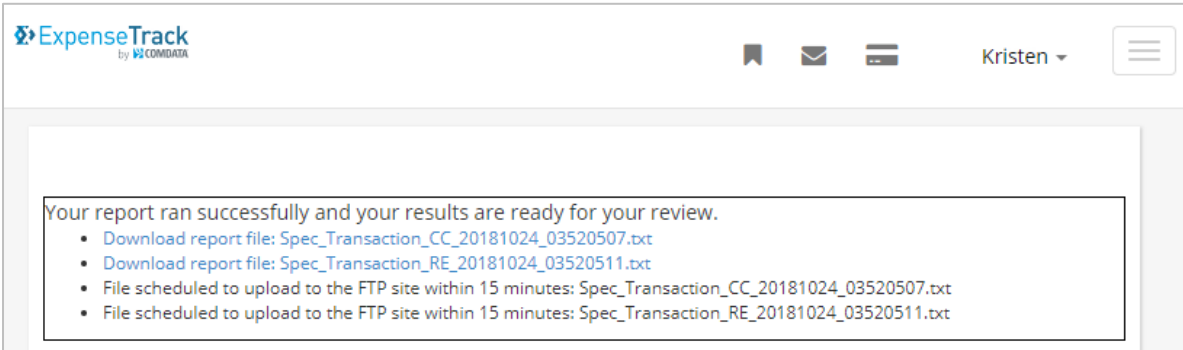 ExpenseTrack
by COMDATA
Kristen
Your report ran successfully and your results are ready for your review.
• Download report file: Spec_Transaction_CC_20181024_03520507.txt
• Download report file: Spec_Transaction_RE_20181024_03520511.txt
• File scheduled to upload to the FTP site within 15 minutes: Spec_Transaction_CC_20181024_03520507.txt
• File scheduled to upload to the FTP site within 15 minutes: Spec_Transaction_RE_20181024_03520511.txt